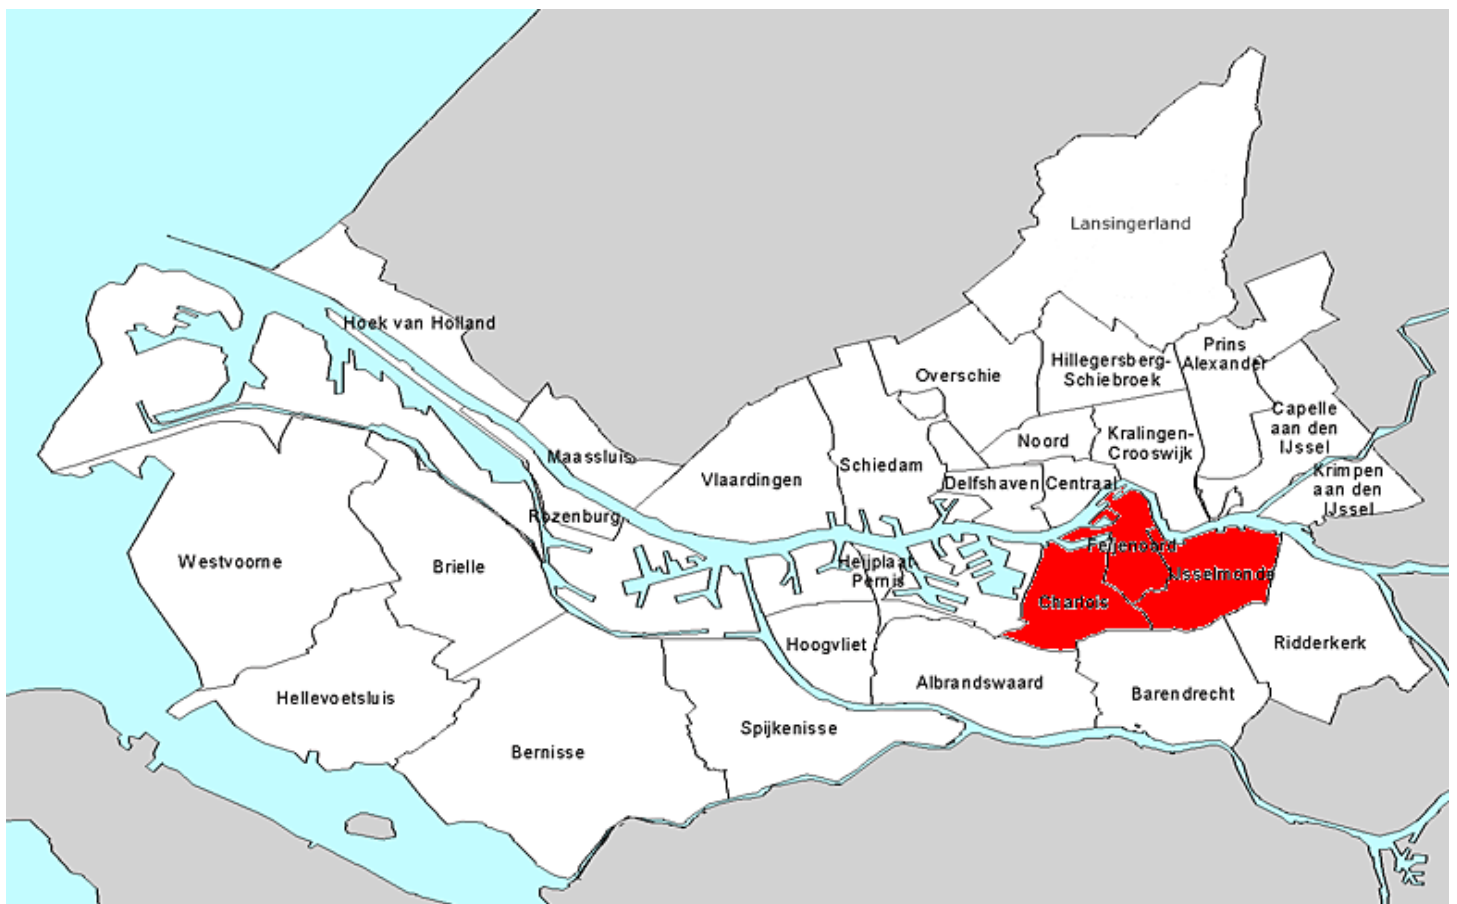 Lansingerland
Hoek van Holland
Prins
Alexander
Hillegersberg-
Schiebroek
Overschie
Capelle
aan den
IJssel
Noord
Kralingen-
Crooswijk
Maassluis
Schiedam
Vlaardingen
Delfshaven
Centraal
Krimpen
aan den
IJssel
Rozenburg
Feijenoord
Westvoorne
Brielle
Heijplaat-
Pernis
IJsselmonde
Charlois
Hoogvliet
Ridderkerk
Albrandswaard
Barendrecht
Hellevoetsluis
Spijkenisse
Bernisse